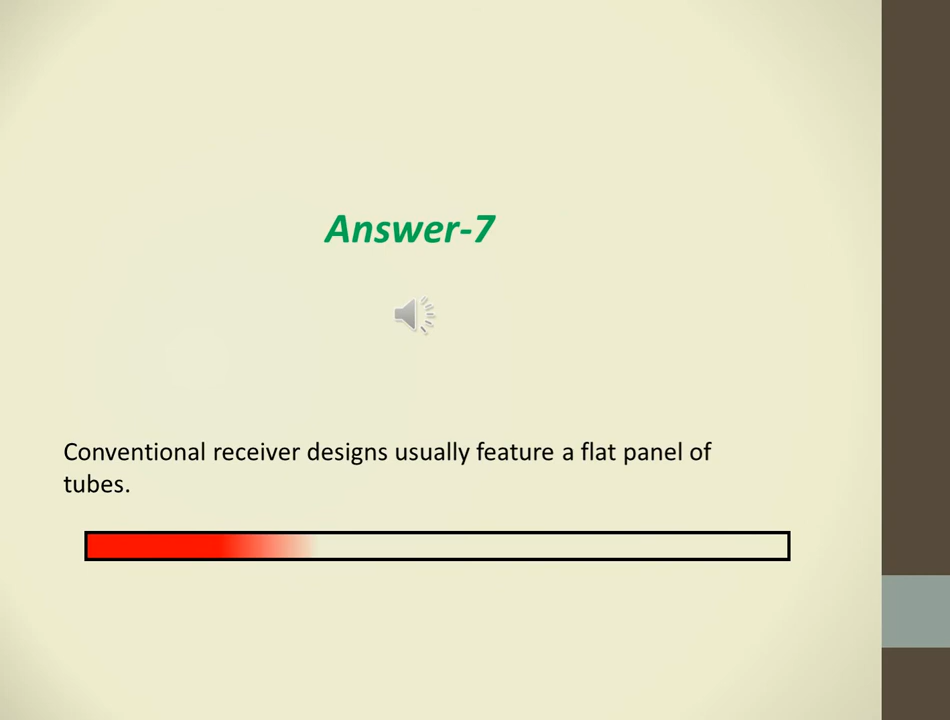 Answer-7
Conventional receiver designs usually feature a flat panel of
tubes.